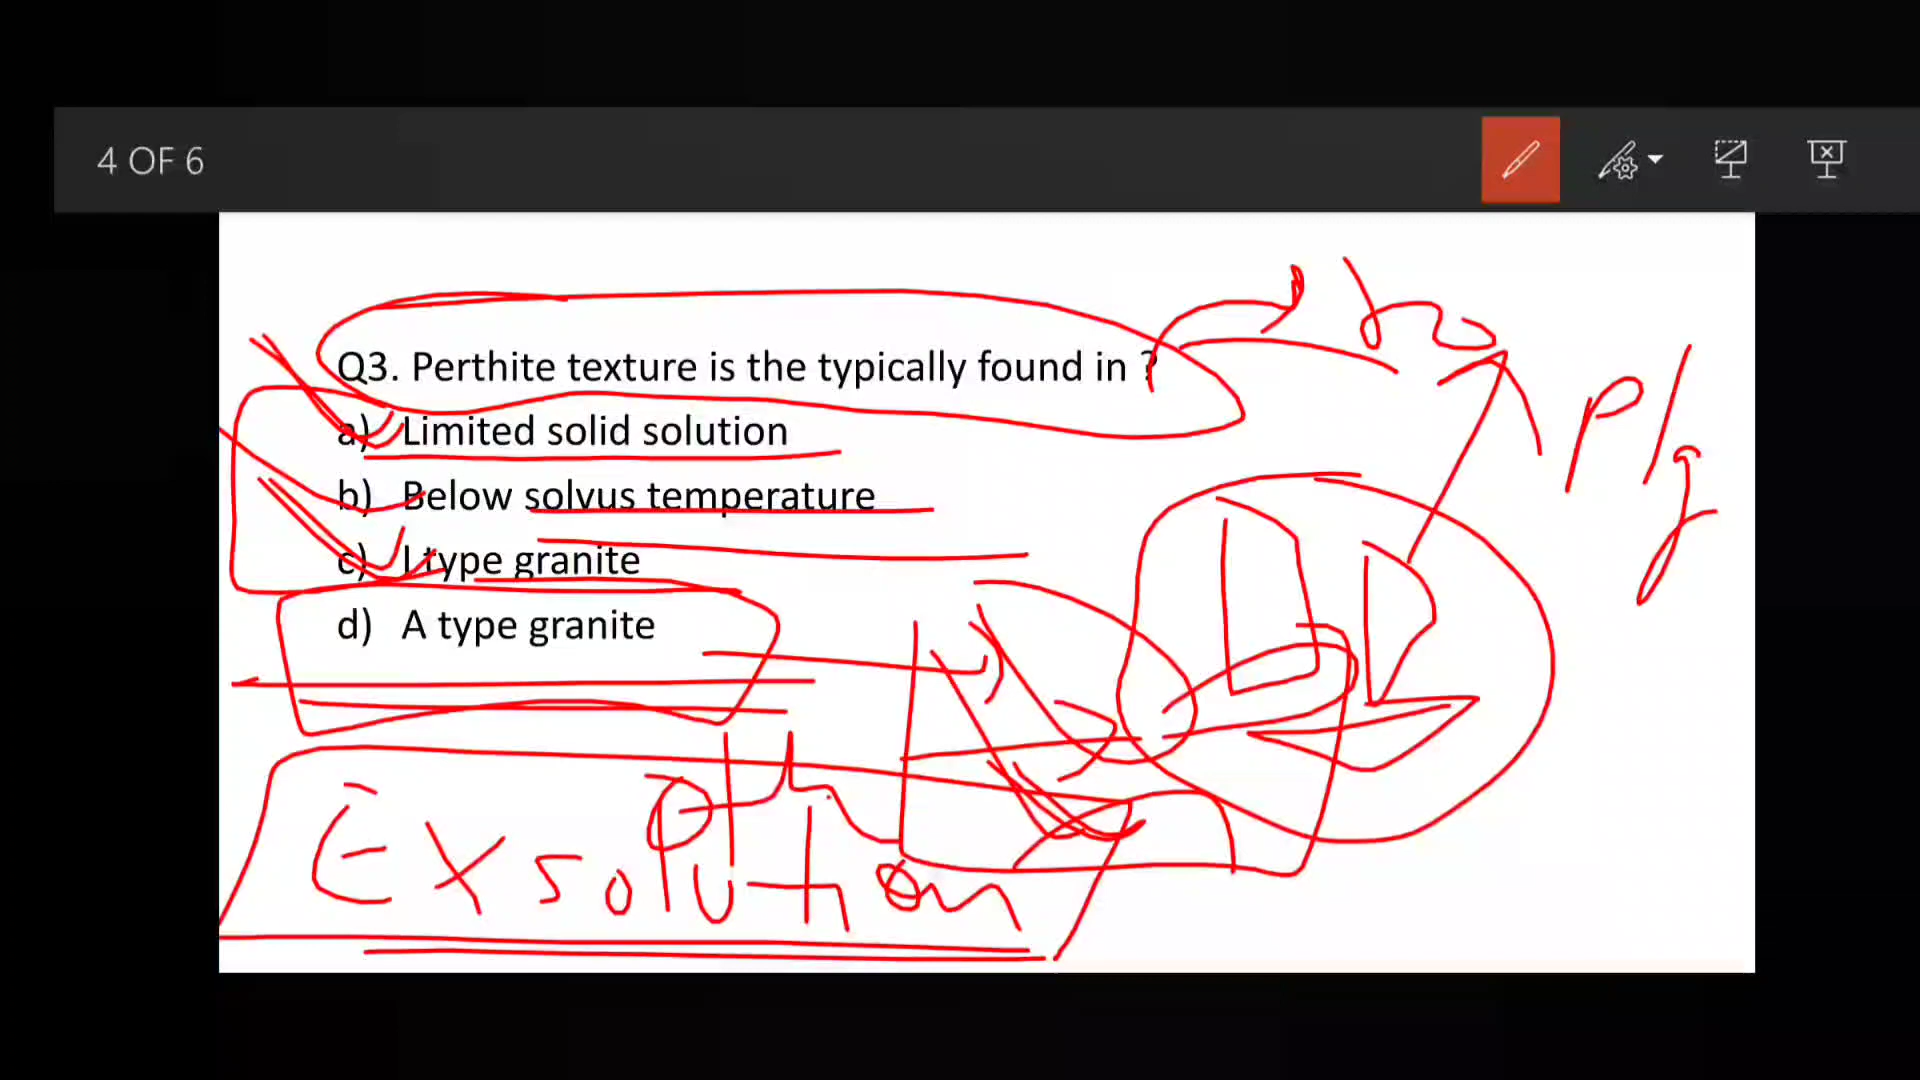 4 OF 6
Q3. Perthite texture is the typically found in ?
a) Limited solid solution
b) Below solvus temperature
c) I type granite
d) A type granite
Plg
Exsolution